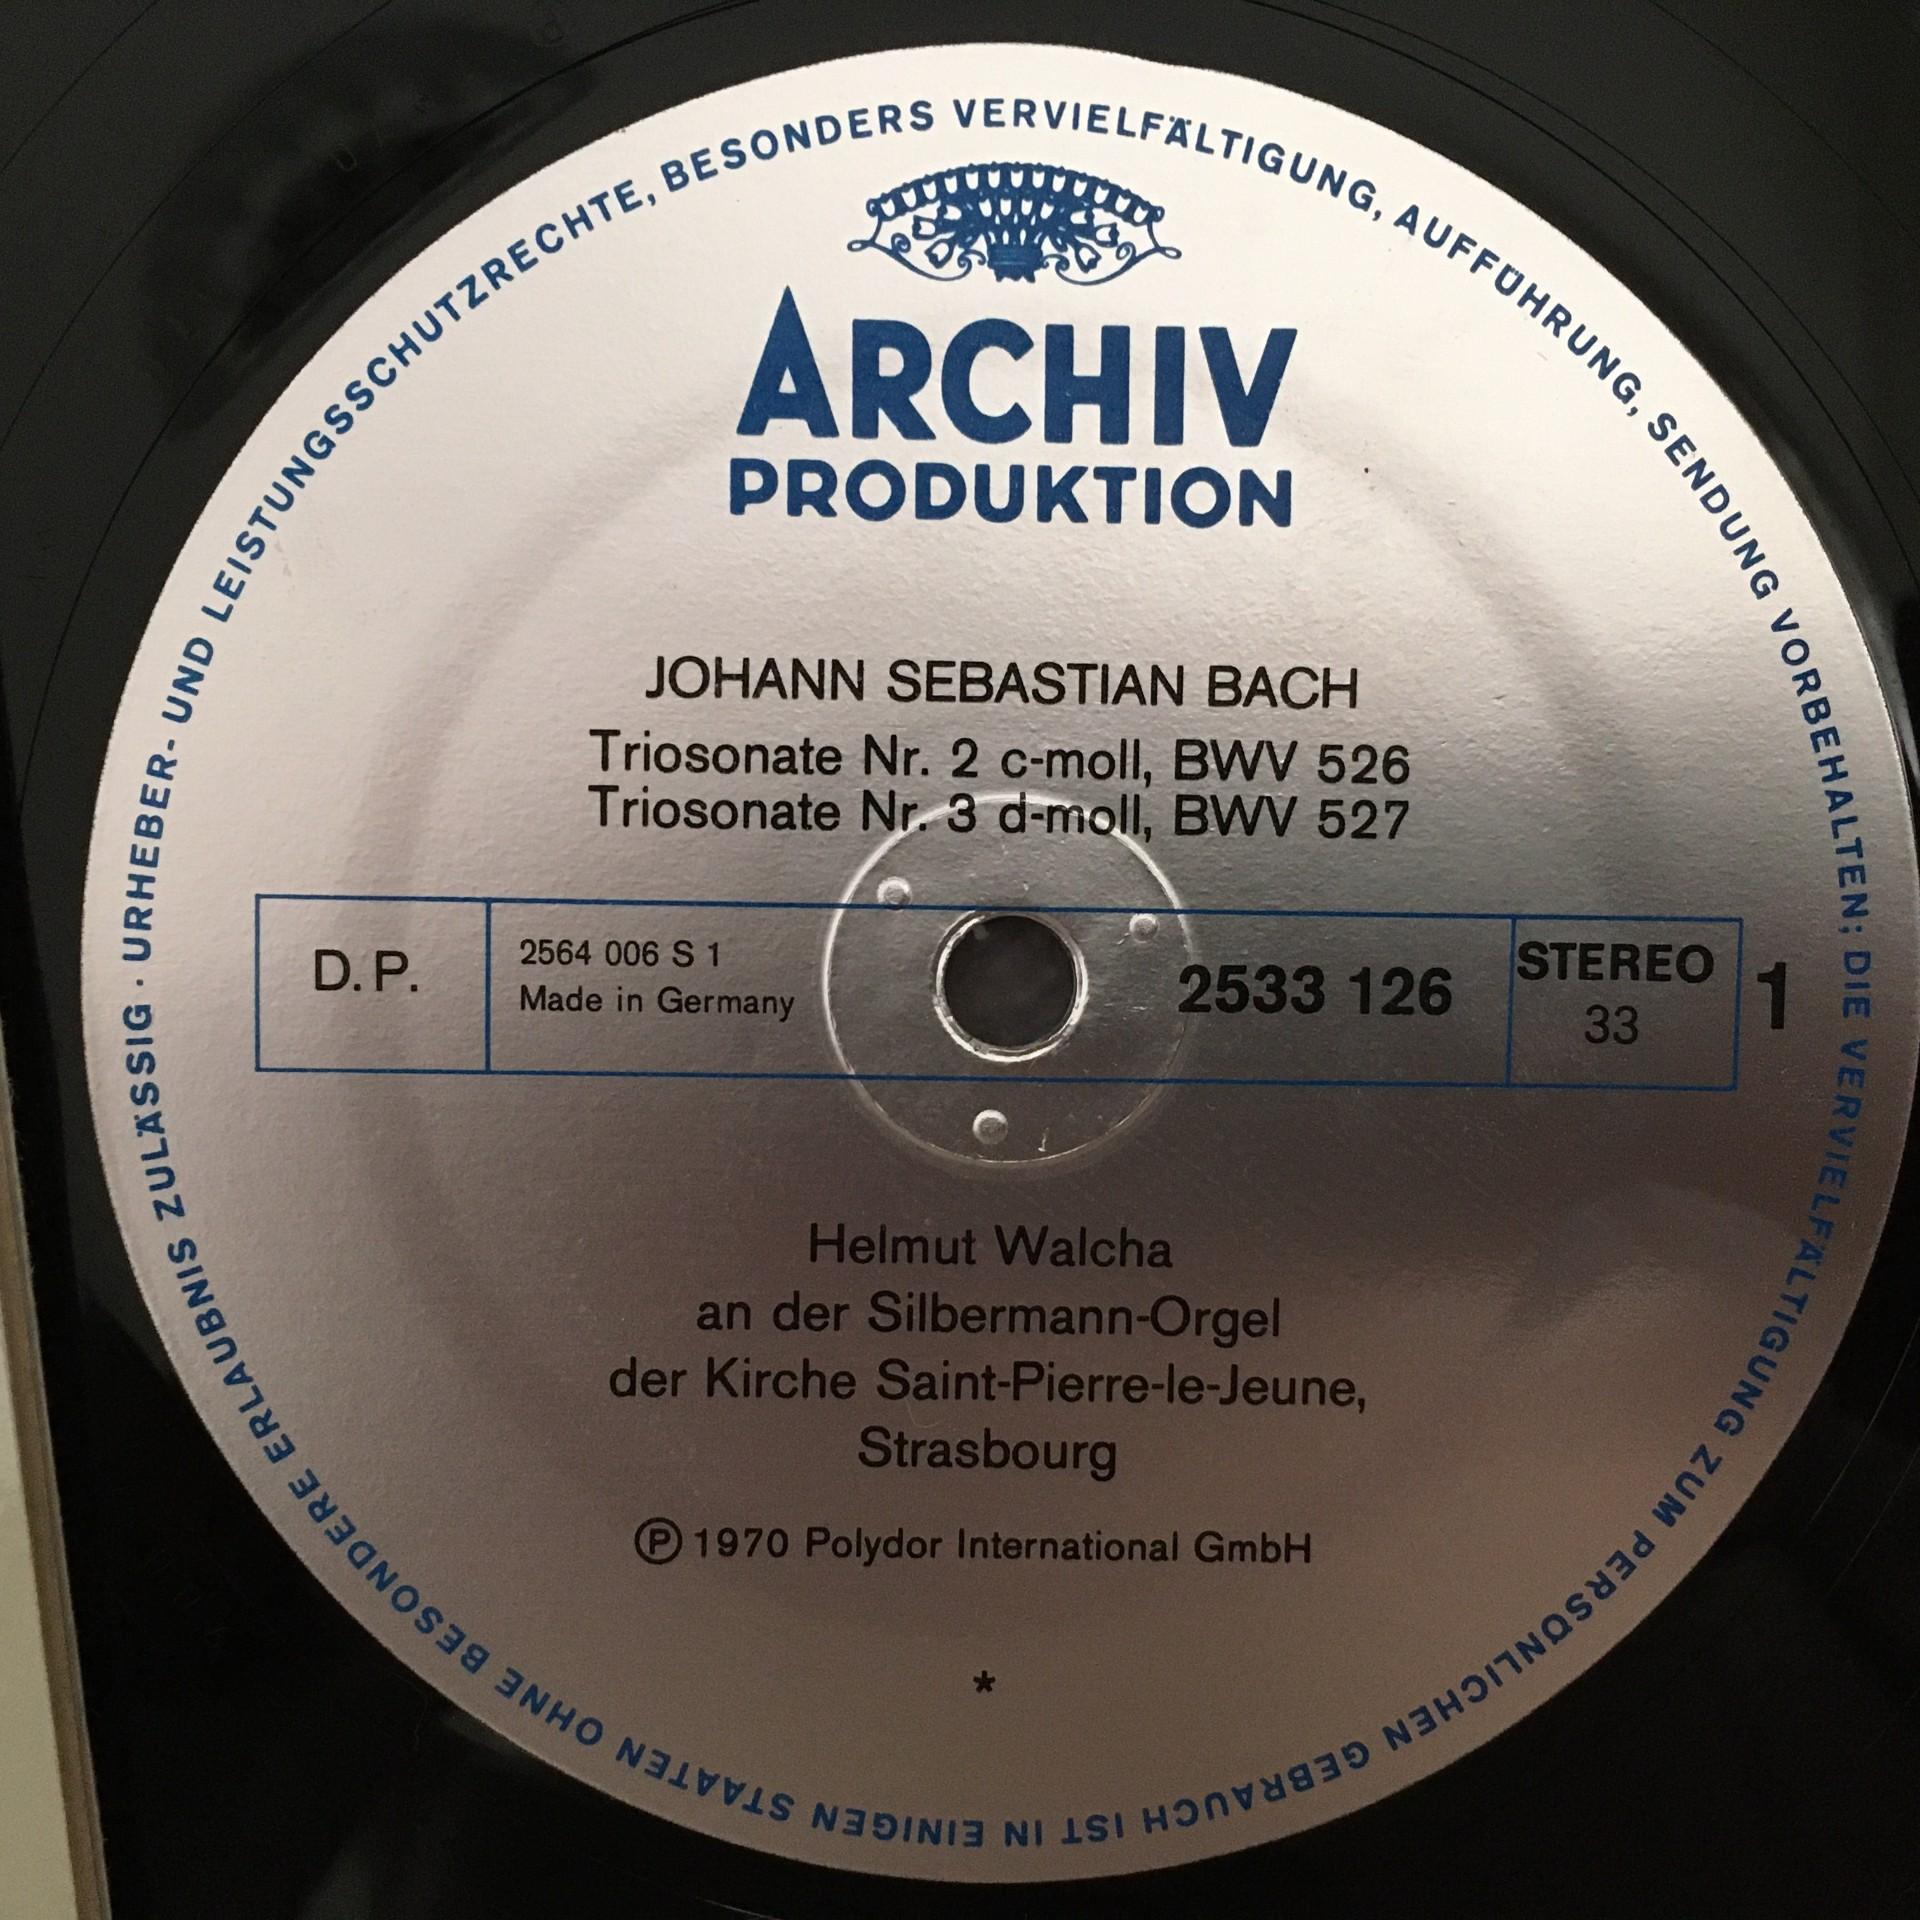 URHEBER- UND LEISTUNGSSCHUTZRECHTE, BESONDERS VERVIELFÄLTIGUNG, AUFFÜHRUNG, SENDUNG VORBEHALTEN; DIE VERVIELFÄLTIGUNG ZUM PERSÖNLICHEN GEBRAUCH IST IN EINIGEN STAATEN OHNE BESONDERE ERLAUBNIS ZULÄSSIG ·
ARCHIV
PRODUKTION
JOHANN SEBASTIAN BACH
Triosonate Nr. 2 c-moll, BWV 526
Triosonate Nr. 3 d-moll, BWV 527
D.P.
2564 006 S 1
Made in Germany
2533 126
STEREO
33
1
Helmut Walcha
an der Silbermann-Orgel
der Kirche Saint-Pierre-le-Jeune,
Strasbourg
Ⓟ 1970 Polydor International GmbH
*